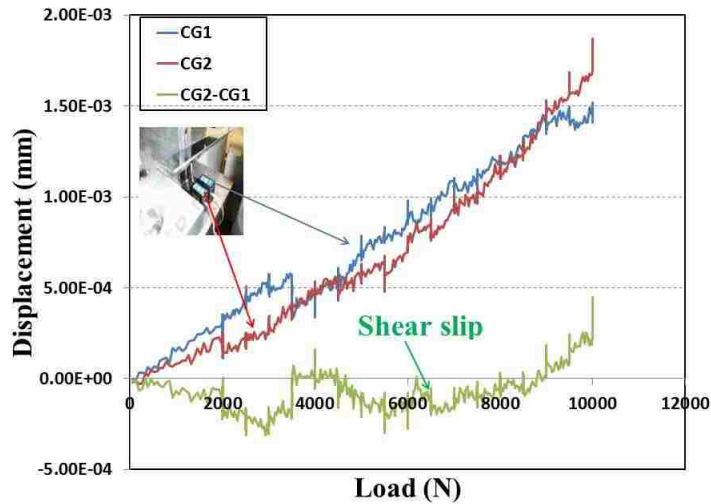 2.00E-03
CG1
CG2
CG2-CG1
1.50E-03
1.00E-03
5.00E-04
Shear slip
0.00E+00
0 2000 4000 6000 8000 10000 12000
-5.00E-04
Displacement (mm)
Load (N)